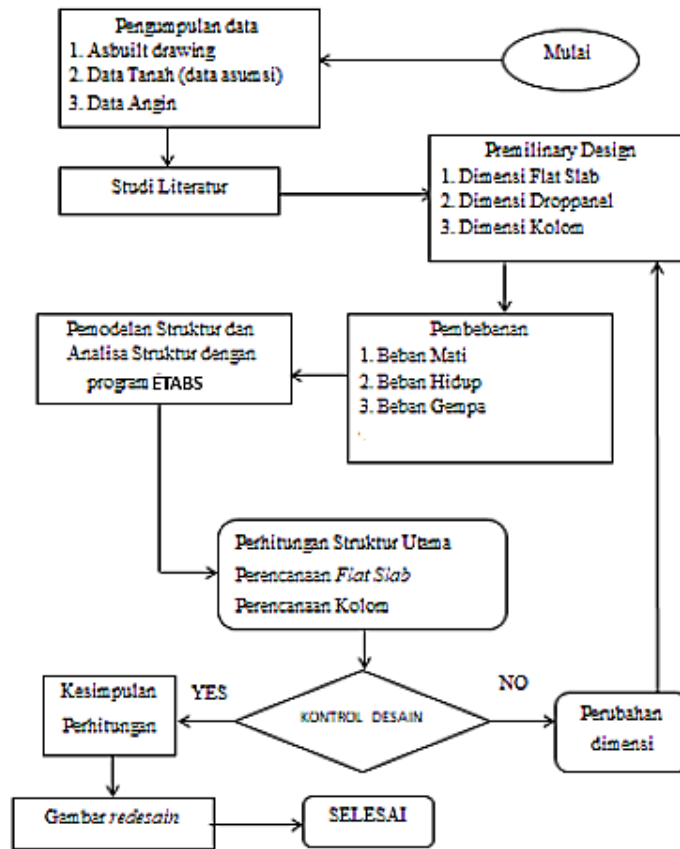 Mulai
Pengumpulan data
1. Asbuilt drawing
2. Data Tanah (data asumsi)
3. Data Angin
Studi Literatur
Premilinary Design
1. Dimensi Flat Slab
2. Dimensi Droppanel
3. Dimensi Kolom
Pembebanan
1. Beban Mati
2. Beban Hidup
3. Beban Gempa
Pemodelan Struktur dan
Analisa Struktur dengan
program ETABS
Perhitungan Struktur Utama
Perencanaan Flat Slab
Perencanaan Kolom
KONTROL DESAIN
YES
NO
Kesimpulan
Perhitungan
Perubahan
dimensi
Gambar redesain
SELESAI